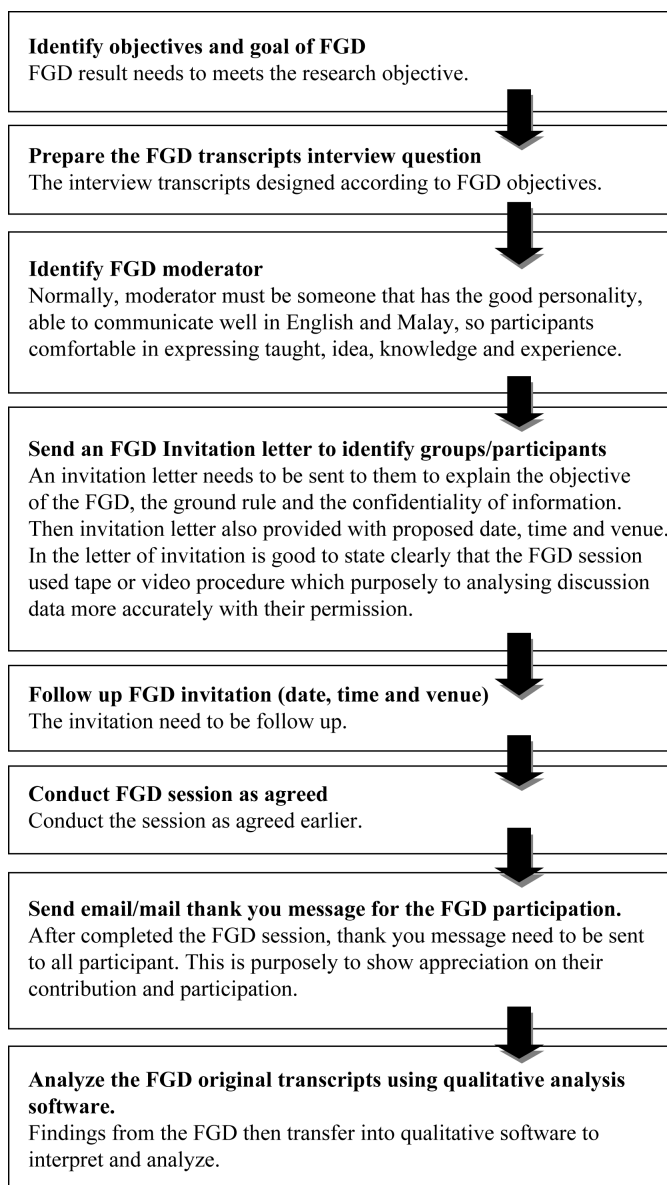 Identify objectives and goal of FGD
FGD result needs to meets the research objective.
Prepare the FGD transcripts interview question
The interview transcripts designed according to FGD objectives.
Identify FGD moderator
Normally, moderator must be someone that has the good personality,
able to communicate well in English and Malay, so participants
comfortable in expressing taught, idea, knowledge and experience.
Send an FGD Invitation letter to identify groups/participants
An invitation letter needs to be sent to them to explain the objective
of the FGD, the ground rule and the confidentiality of information.
Then invitation letter also provided with proposed date, time and venue.
In the letter of invitation is good to state clearly that the FGD session
used tape or video procedure which purposely to analysing discussion
data more accurately with their permission.
Follow up FGD invitation (date, time and venue)
The invitation need to be follow up.
Conduct FGD session as agreed
Conduct the session as agreed earlier.
Send email/mail thank you message for the FGD participation.
After completed the FGD session, thank you message need to be sent
to all participant. This is purposely to show appreciation on their
contribution and participation.
Analyze the FGD original transcripts using qualitative analysis
software.
Findings from the FGD then transfer into qualitative software to
interpret and analyze.